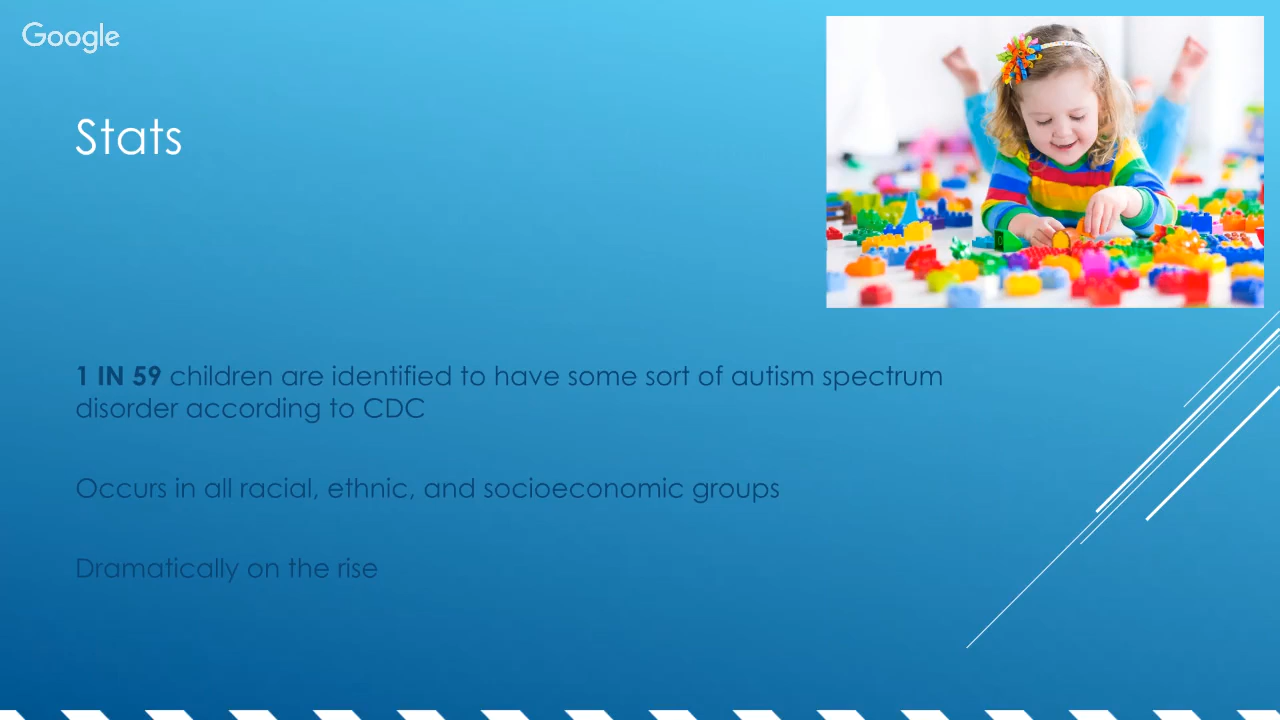 Google
Stats
1 IN 59 children are identified to have some sort of autism spectrum
disorder according to CDC
Occurs in all racial, ethnic, and socioeconomic groups
Dramatically on the rise